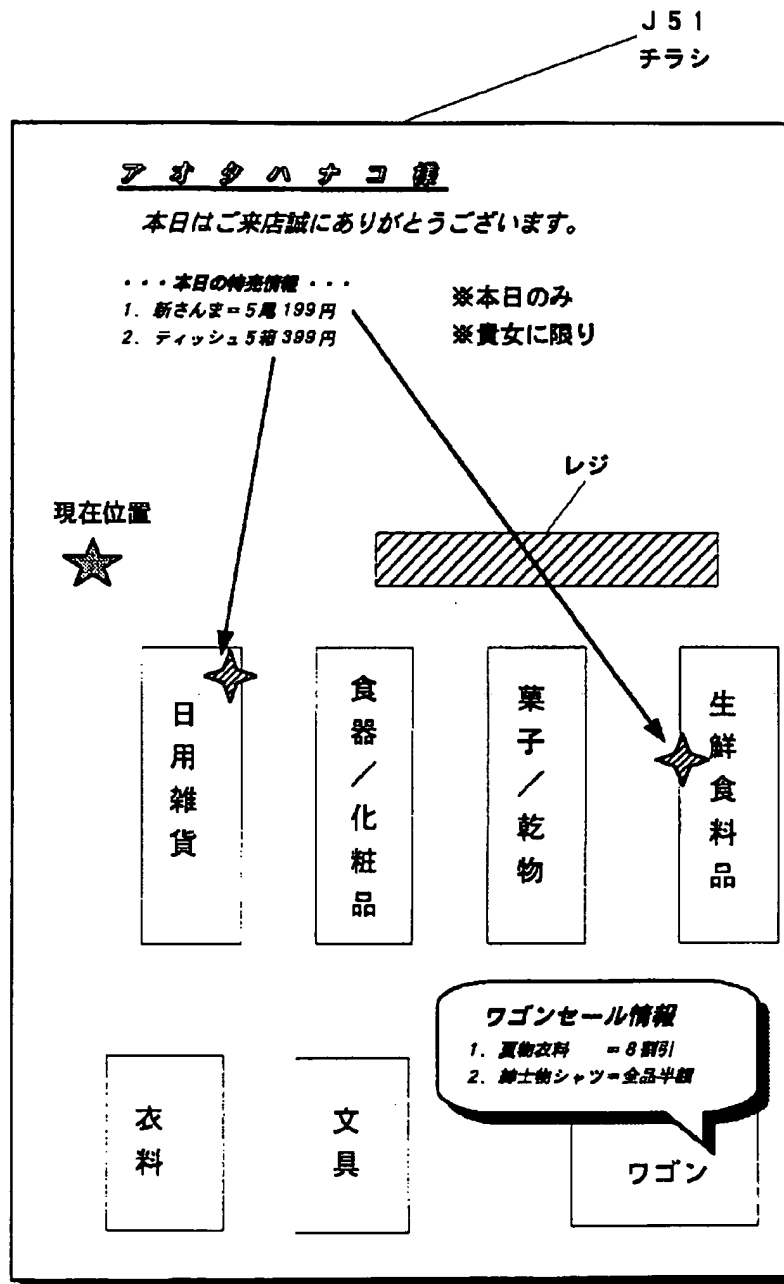 J51
チラシ
アオタハナコ様
本日はご来店誠にありがとうございます。
・・・本日の特売情報・・・
1. 新さんま=5尾199円
2. ティッシュ5箱399円
※本日のみ
※貴女に限り
レジ
現在位置
日用雑貨
食器/化粧品
菓子/乾物
生鮮食料品
ワゴンセール情報
1. 夏物衣料 =8割引
2. 紳士物シャツ=全品半額
衣料
文具
ワゴン